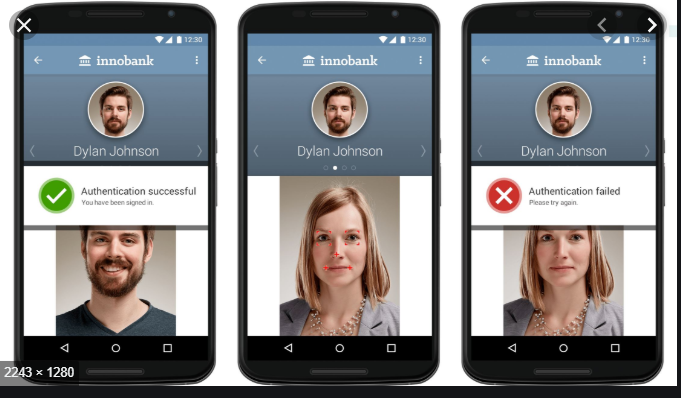 12:30
innobank
Dylan Johnson
Authentication successful
You have been signed in.
12:30
innobank
Dylan Johnson
12:30
innobank
Dylan Johnson
Authentication failed
Please try again.
2243 × 1280